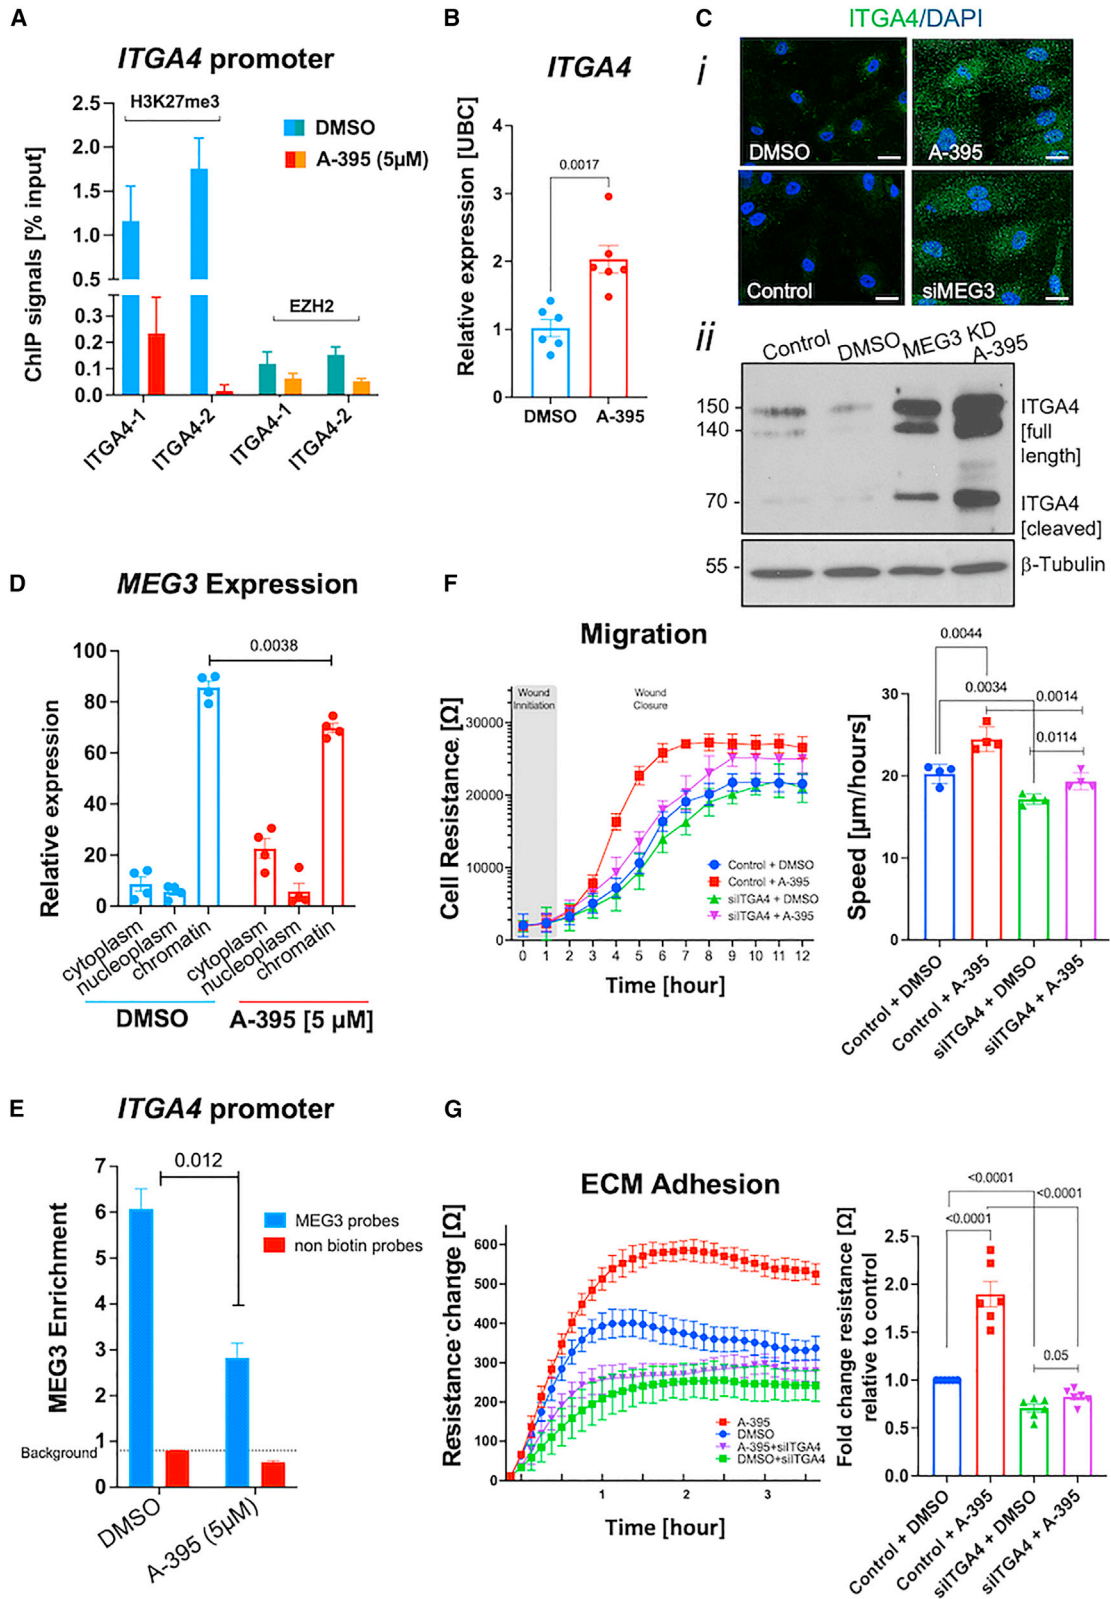 A
ITGA4 promoter
H3K27me3
DMSO
A-395 (5μM)
EZH2
ChIP signals [% input]
2.5
2.0
1.5
1.0
0.5
0.3
0.2
0.1
0.0
ITGA4-1
ITGA4-2
ITGA4-1
ITGA4-2
B
ITGA4
Relative expression [UBC]
4
3
2
1
0
0.0017
DMSO
A-395
C
ITGA4/DAPI
i
DMSO
A-395
Control
siMEG3
ii
Control
DMSO
MEG3 KD
A-395
150
140
70
55
ITGA4
[full
length]
ITGA4
[cleaved]
β-Tubulin
D
MEG3 Expression
Relative expression
100
80
60
40
20
0
0.0038
cytoplasm
nucleoplasm
chromatin
cytoplasm
nucleoplasm
chromatin
DMSO
A-395 [5 μM]
E
ITGA4 promoter
MEG3 Enrichment
7
6
5
4
3
2
1
0
Background
0.012
MEG3 probes
non biotin probes
DMSO
A-395 (5μM)
F
Migration
Wound
Innitiation
Wound
Closure
Cell Resistance. [Ω]
30000
20000
10000
0
0 1 2 3 4 5 6 7 8 9 10 11 12
Time [hour]
Control + DMSO
Control + A-395
siITGA4 + DMSO
siITGA4 + A-395
Speed [μm/hours]
30
20
10
0
0.0044
0.0034
0.0014
0.0114
Control + DMSO
Control + A-395
siITGA4 + DMSO
siITGA4 + A-395
G
ECM Adhesion
Resistance change [Ω]
600
500
400
300
200
100
0
1 2 3
Time [hour]
A-395
DMSO
A-395+siITGA4
DMSO+siITGA4
Fold change resistance [Ω]
relative to control
2.5
2.0
1.5
1.0
0.5
0.0
<0.0001
<0.0001
<0.0001
0.05
Control + DMSO
Control + A-395
siITGA4 + DMSO
siITGA4 + A-395